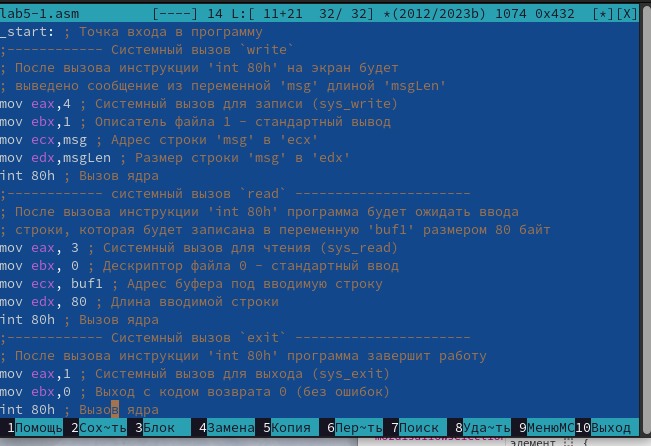 lab5-1.asm [----] 14 L:[ 11+21 32/ 32] *(2012/2023b) 1074 0x432 [*][X]
_start: ; Точка входа в программу
;------------ Системный вызов `write`
; После вызова инструкции 'int 80h' на экран будет
; выведено сообщение из переменной 'msg' длиной 'msgLen'
mov eax,4 ; Системный вызов для записи (sys_write)
mov ebx,1 ; Описатель файла 1 - стандартный вывод
mov ecx,msg ; Адрес строки 'msg' в 'ecx'
mov edx,msgLen ; Размер строки 'msg' в 'edx'
int 80h ; Вызов ядра
;------------ системный вызов `read` ----------------------
; После вызова инструкции 'int 80h' программа будет ожидать ввода
; строки, которая будет записана в переменную 'buf1' размером 80 байт
mov eax, 3 ; Системный вызов для чтения (sys_read)
mov ebx, 0 ; Дескриптор файла 0 - стандартный ввод
mov ecx, buf1 ; Адрес буфера под вводимую строку
mov edx, 80 ; Длина вводимой строки
int 80h ; Вызов ядра
;------------ Системный вызов `exit` ----------------------
; После вызова инструкции 'int 80h' программа завершит работу
mov eax,1 ; Системный вызов для выхода (sys_exit)
mov ebx,0 ; Выход с кодом возврата 0 (без ошибок)
int 80h ; Вызов ядра
1Помощь 2Сох~ть 3Блок 4Замена 5Копия 6Пер~ть 7Поиск 8Уда~ть 9МенюМС 10Выход
элемент {